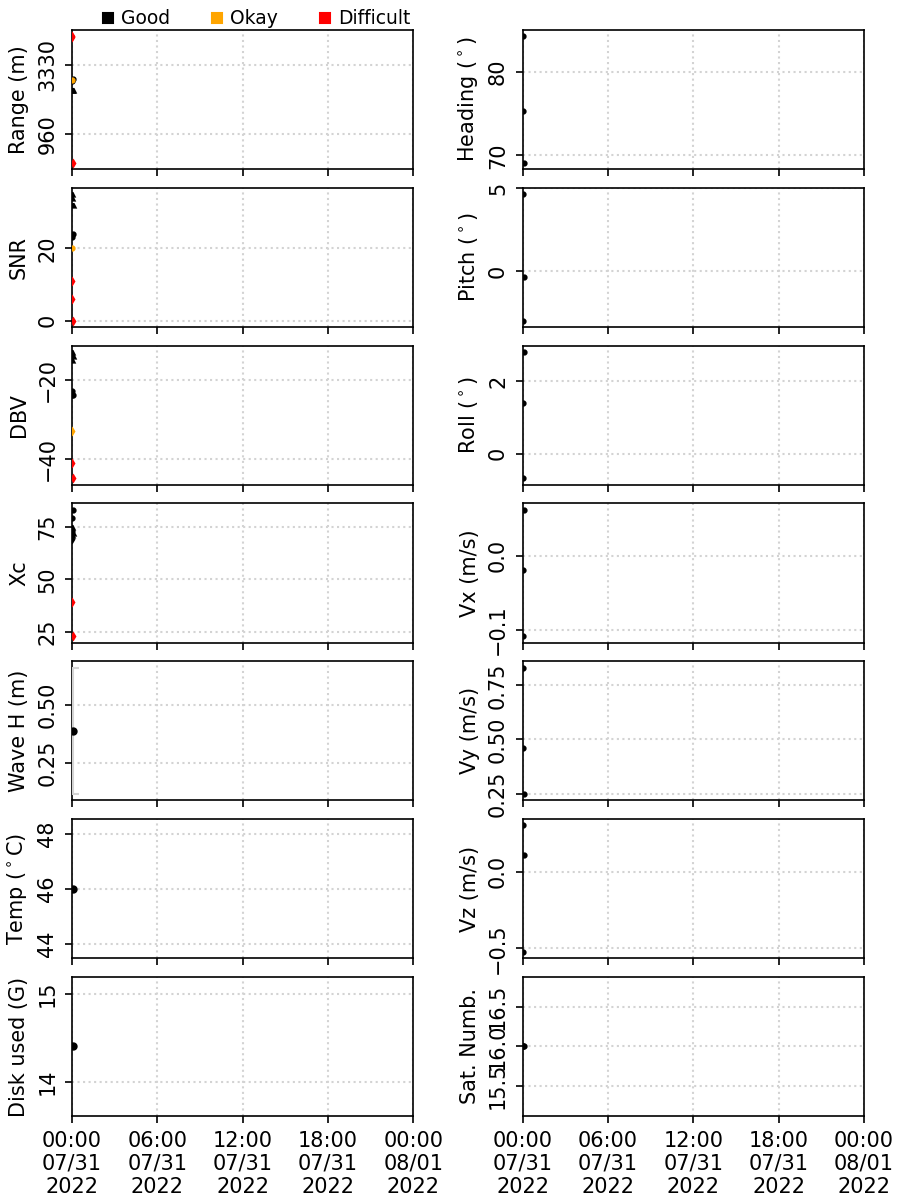 Good Okay Difficult
Range (m)
3330
960
Heading (°)
80
70
SNR
20
0
Pitch (°)
5
0
DBV
−20
−40
Roll (°)
2
0
Xc
75
50
25
Vx (m/s)
0.0
−0.1
Wave H (m)
0.50
0.25
Vy (m/s)
0.75
0.50
0.25
Temp (°C)
48
46
44
Vz (m/s)
0.0
−0.5
Disk used (G)
15
14
Sat. Numb.
16.5
16.0
15.5
00:00 06:00 12:00 18:00 00:00
07/31 07/31 07/31 07/31 08/01
2022 2022 2022 2022 2022
00:00 06:00 12:00 18:00 00:00
07/31 07/31 07/31 07/31 08/01
2022 2022 2022 2022 2022